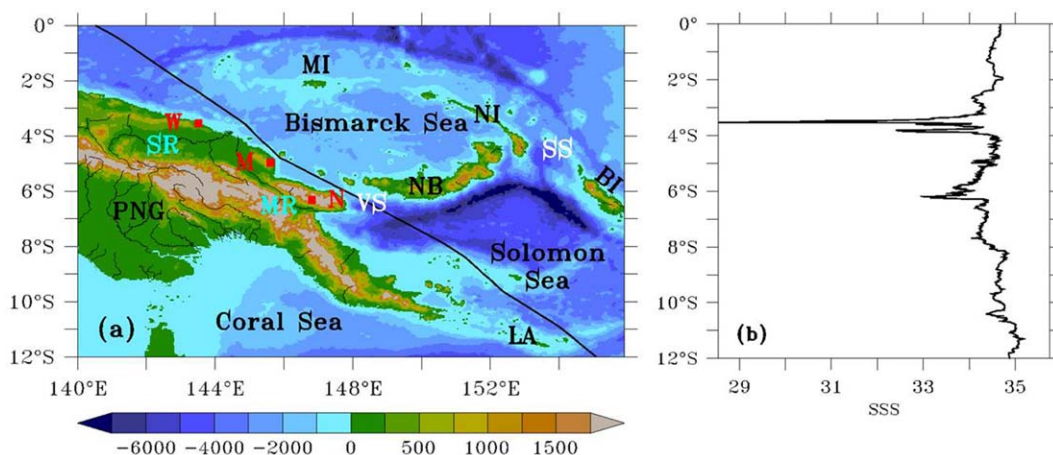 0°
2°S
4°S
6°S
8°S
10°S
12°S
140°E
144°E
148°E
152°E
MI
Bismarck Sea
NI
W
SR
SS
M
BI
NB
MR
N
VS
PNG
Solomon
Sea
(a)
Coral Sea
LA
-6000 -4000 -2000 0 500 1000 1500
0°
2°S
4°S
6°S
8°S
10°S
12°S
(b)
29 31 33 35
SSS